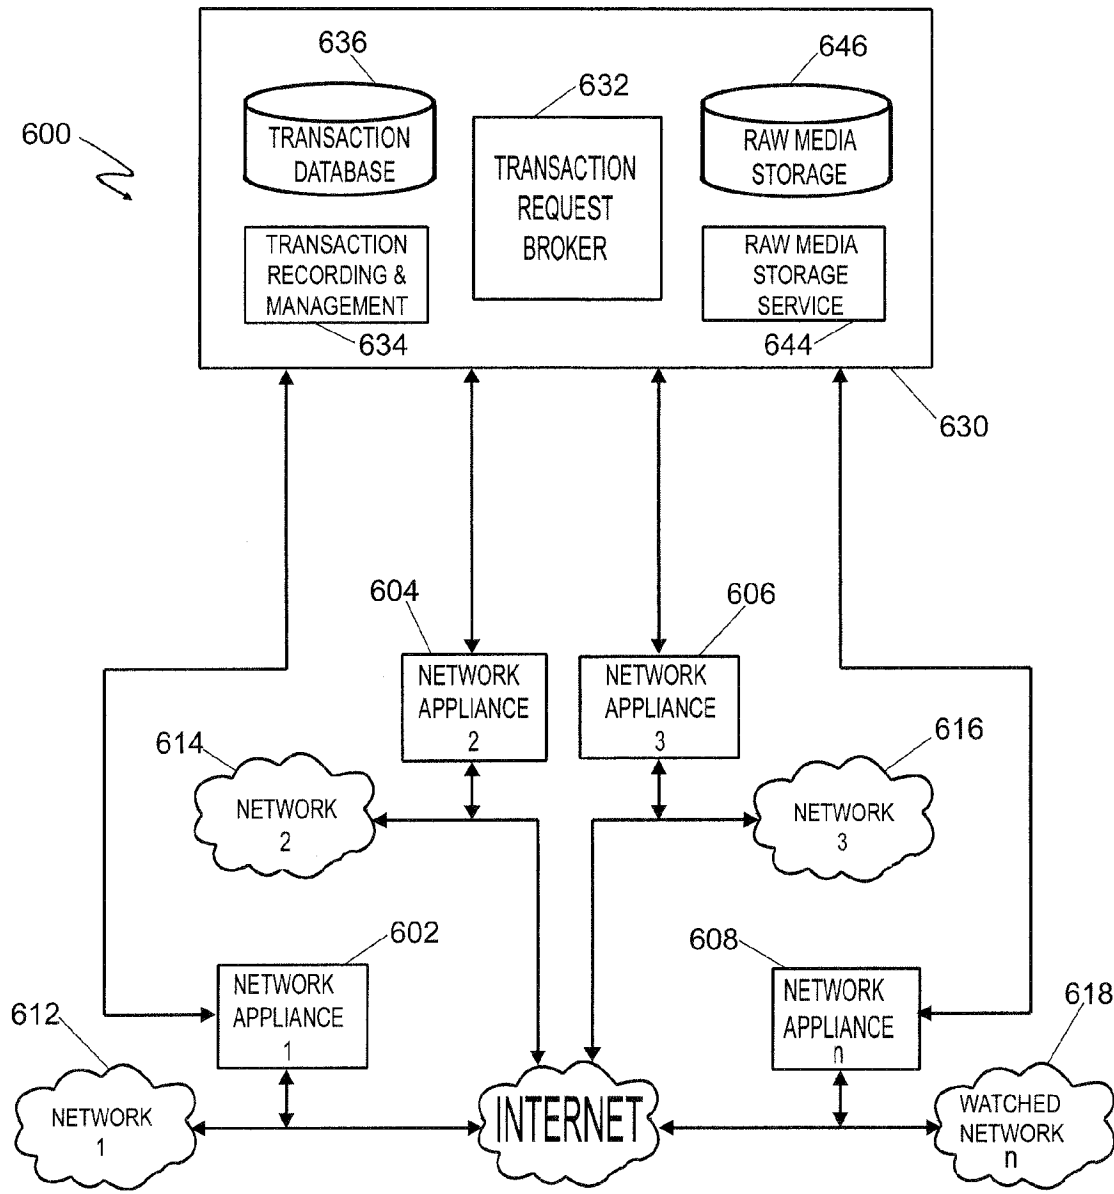 636
646
632
600
TRANSACTION
DATABASE
TRANSACTION
REQUEST
BROKER
RAW MEDIA
STORAGE
TRANSACTION
RECORDING &
MANAGEMENT
RAW MEDIA
STORAGE
SERVICE
634
644
630
604
606
NETWORK
APPLIANCE
2
NETWORK
APPLIANCE
3
614
616
NETWORK
2
NETWORK
3
602
608
NETWORK
APPLIANCE
1
NETWORK
APPLIANCE
n
612
618
NETWORK
1
INTERNET
WATCHED
NETWORK
n